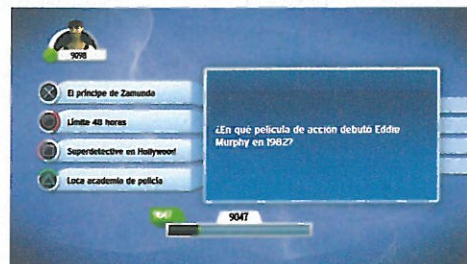 9098
El príncipe de Zamunda
Límite 48 horas
Superdetective en Hollywood
Loca academia de policía
¿En qué película de acción debutó Eddie
Murphy en 1982?
9047